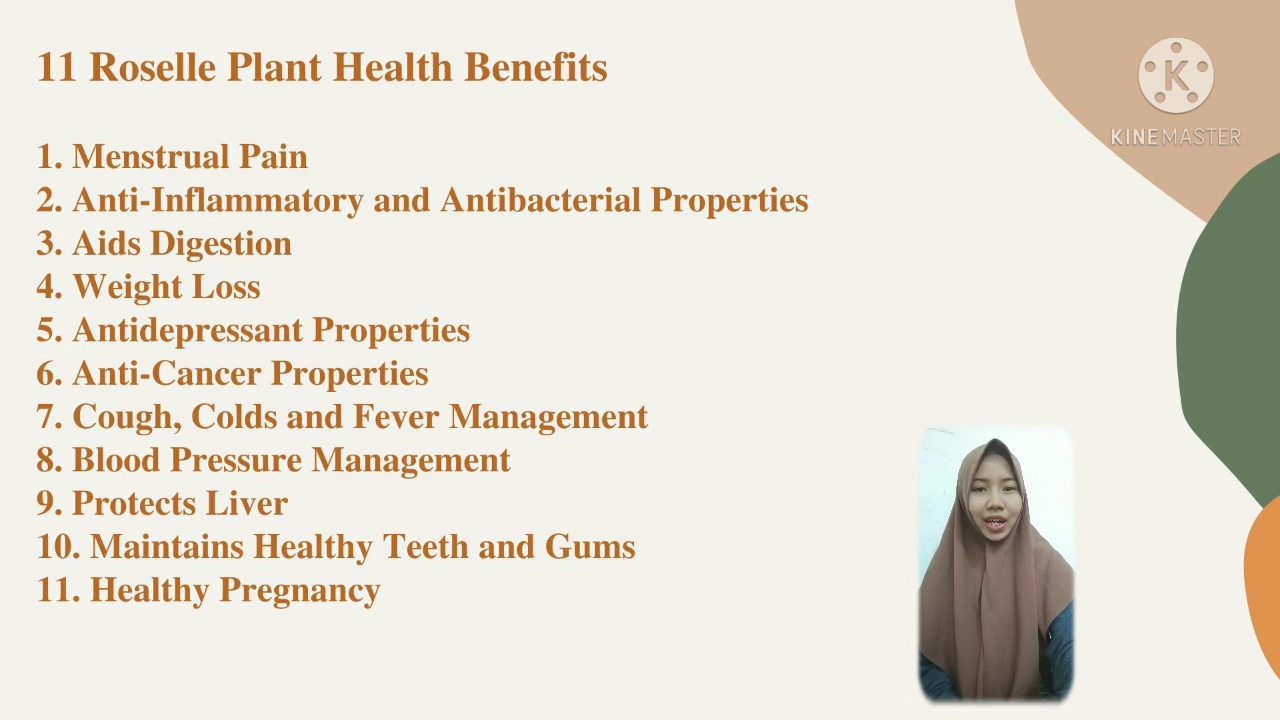 11 Roselle Plant Health Benefits
1. Menstrual Pain
2. Anti-Inflammatory and Antibacterial Properties
3. Aids Digestion
4. Weight Loss
5. Antidepressant Properties
6. Anti-Cancer Properties
7. Cough, Colds and Fever Management
8. Blood Pressure Management
9. Protects Liver
10. Maintains Healthy Teeth and Gums
11. Healthy Pregnancy
K
KINEMASTER